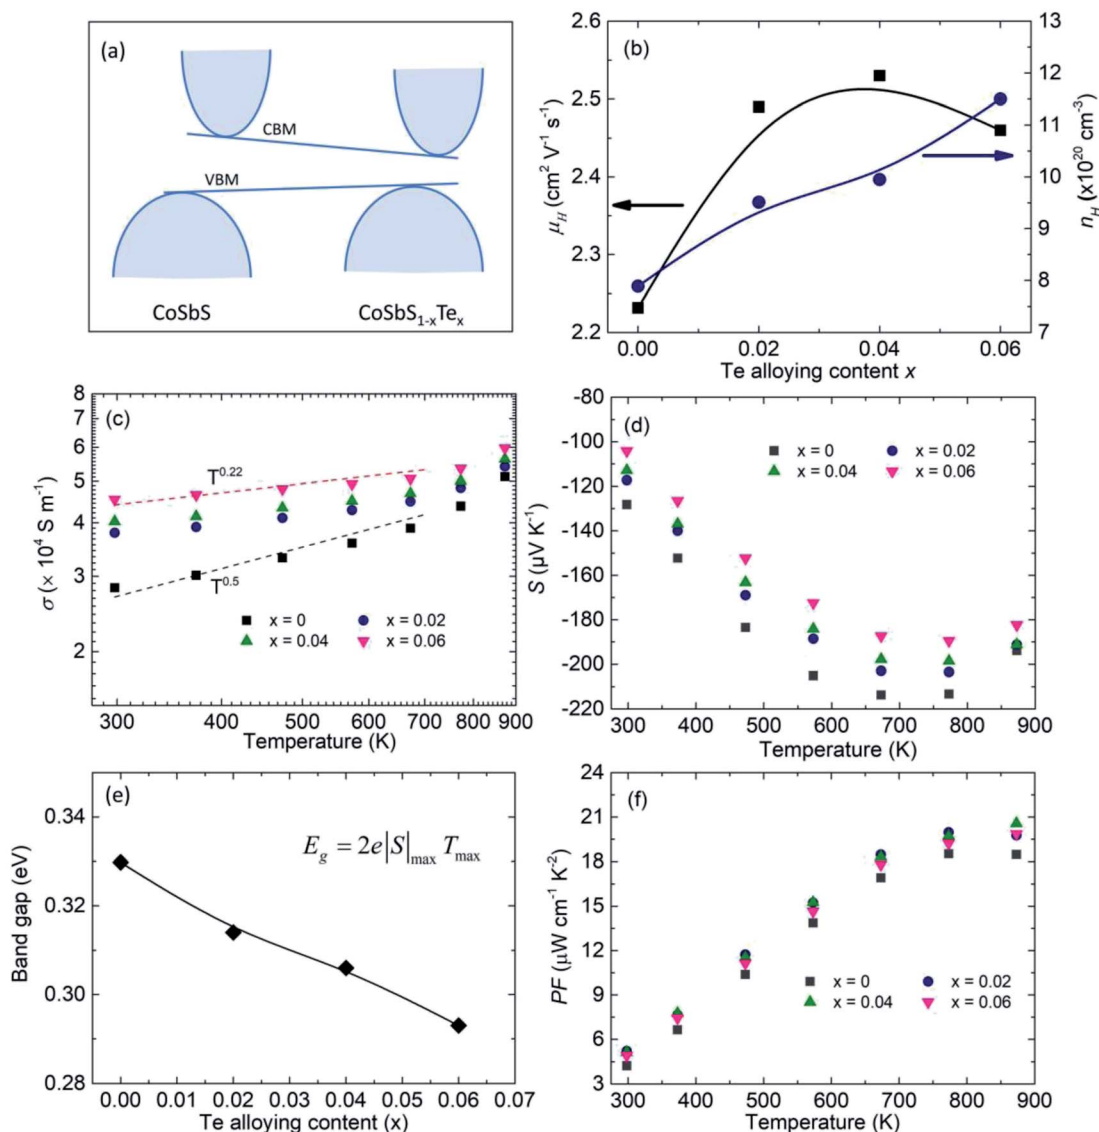 (a)
CBM
VBM
CoSbS
CoSbS1-xTex
(b)
2.6
2.5
2.4
2.3
2.2
μH (cm2 V-1 s-1)
13
12
11
10
9
8
7
nH (×1020 cm-3)
0.00 0.02 0.04 0.06
Te alloying content x
(c)
8
7
6
5
4
3
2
σ (× 104 S m-1)
T0.22
T0.5
x = 0 x = 0.02
x = 0.04 x = 0.06
300 400 500 600 700 800 900
Temperature (K)
(d)
-80
-100
-120
-140
-160
-180
-200
-220
S (μV K-1)
x = 0 x = 0.02
x = 0.04 x = 0.06
300 400 500 600 700 800 900
Temperature (K)
(e)
0.34
0.32
0.30
0.28
Band gap (eV)
Eg = 2e|S|max Tmax
0.00 0.01 0.02 0.03 0.04 0.05 0.06 0.07
Te alloying content (x)
(f)
24
21
18
15
12
9
6
3
PF (μW cm-1 K-2)
x = 0 x = 0.02
x = 0.04 x = 0.06
300 400 500 600 700 800 900
Temperature (K)